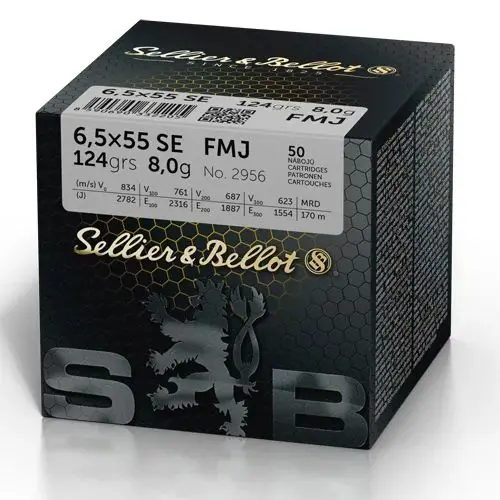 Sellier & Bellot
SINCE 1825
6,5×55 SE 124grs 8,0g
FMJ
6,5×55 SE FMJ
124grs 8,0g No. 2956
50
NÁBOJŮ
CARTRIDGES
PATRONEN
CARTOUCHES
(m/s) V0 834 V100 761 V200 687 V300 623 MRD
(J) 2782 E100 2316 E200 1887 E300 1554 170 m
Sellier & Bellot
S B